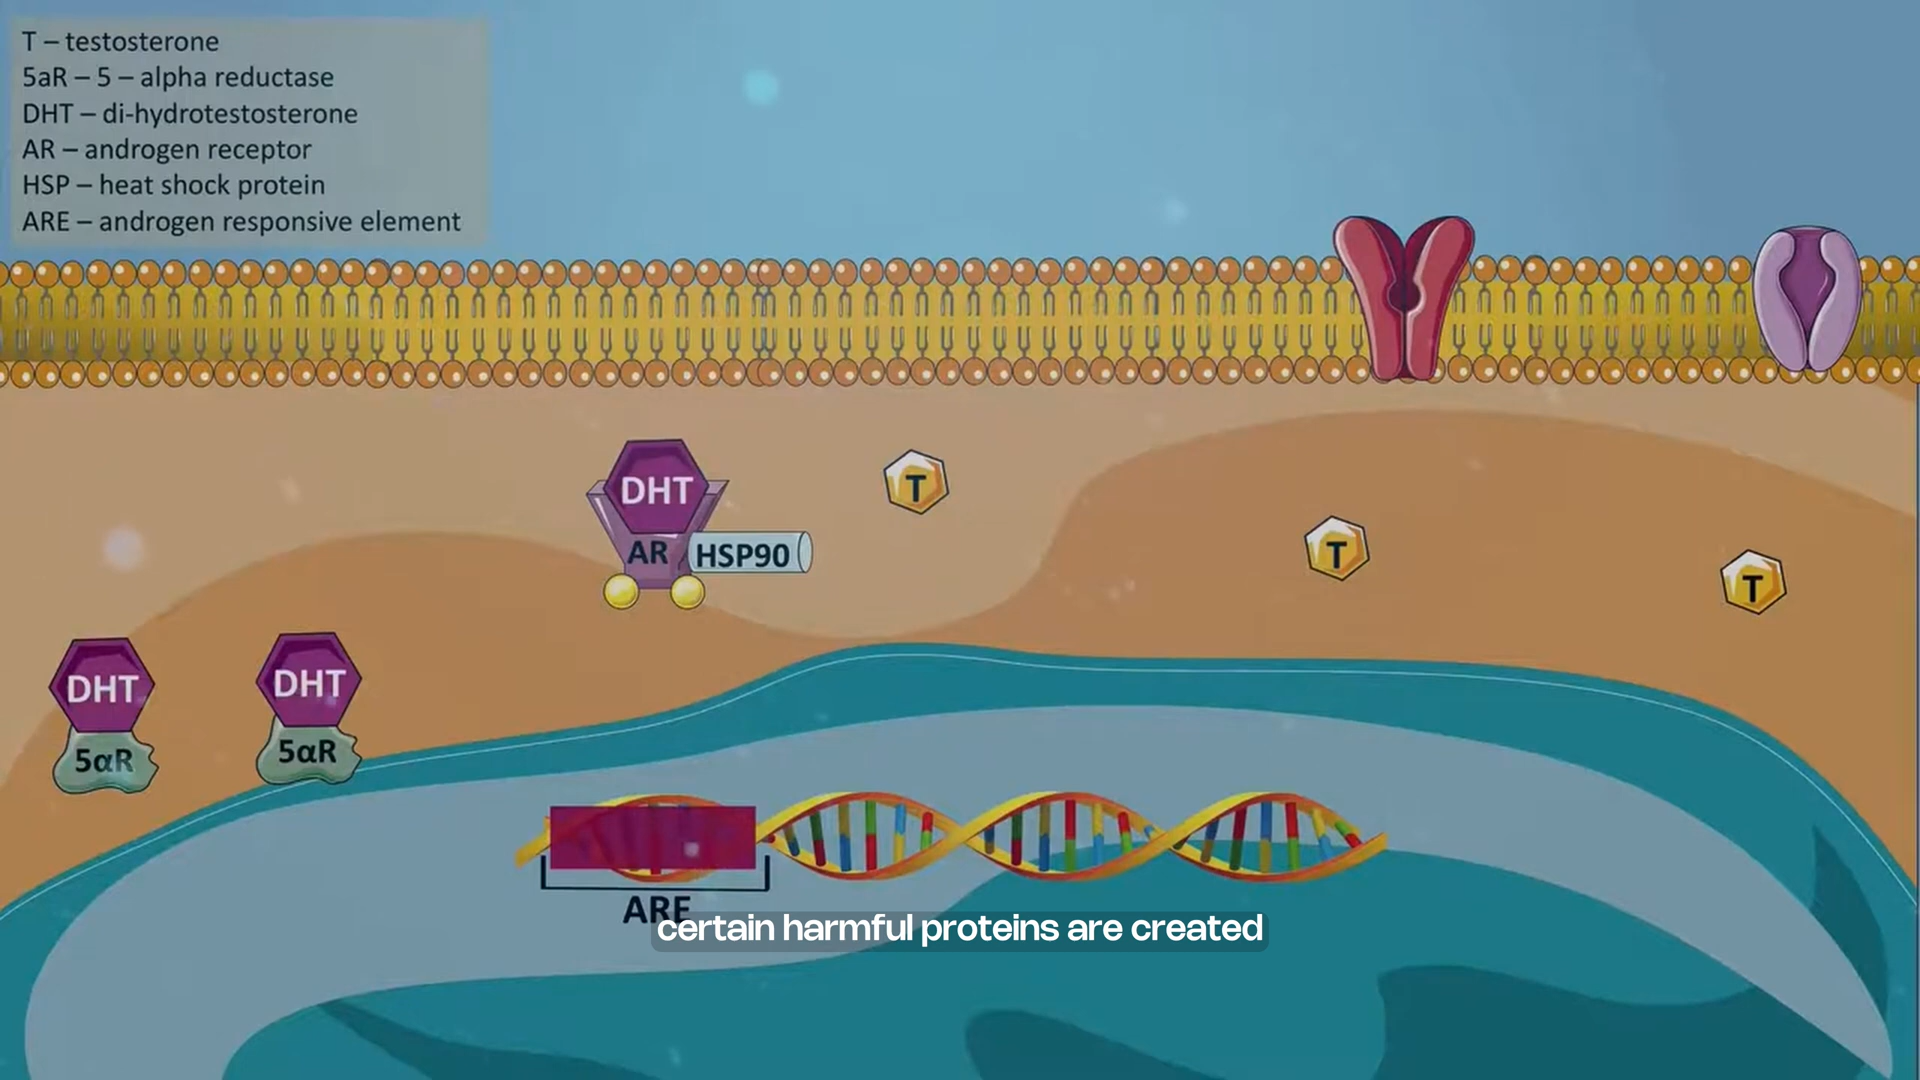 T – testosterone
5aR – 5 – alpha reductase
DHT – di-hydrotestosterone
AR – androgen receptor
HSP – heat shock protein
ARE – androgen responsive element
DHT
AR
HSP90
T
T
T
DHT
5αR
DHT
5αR
ARE
certain harmful proteins are created